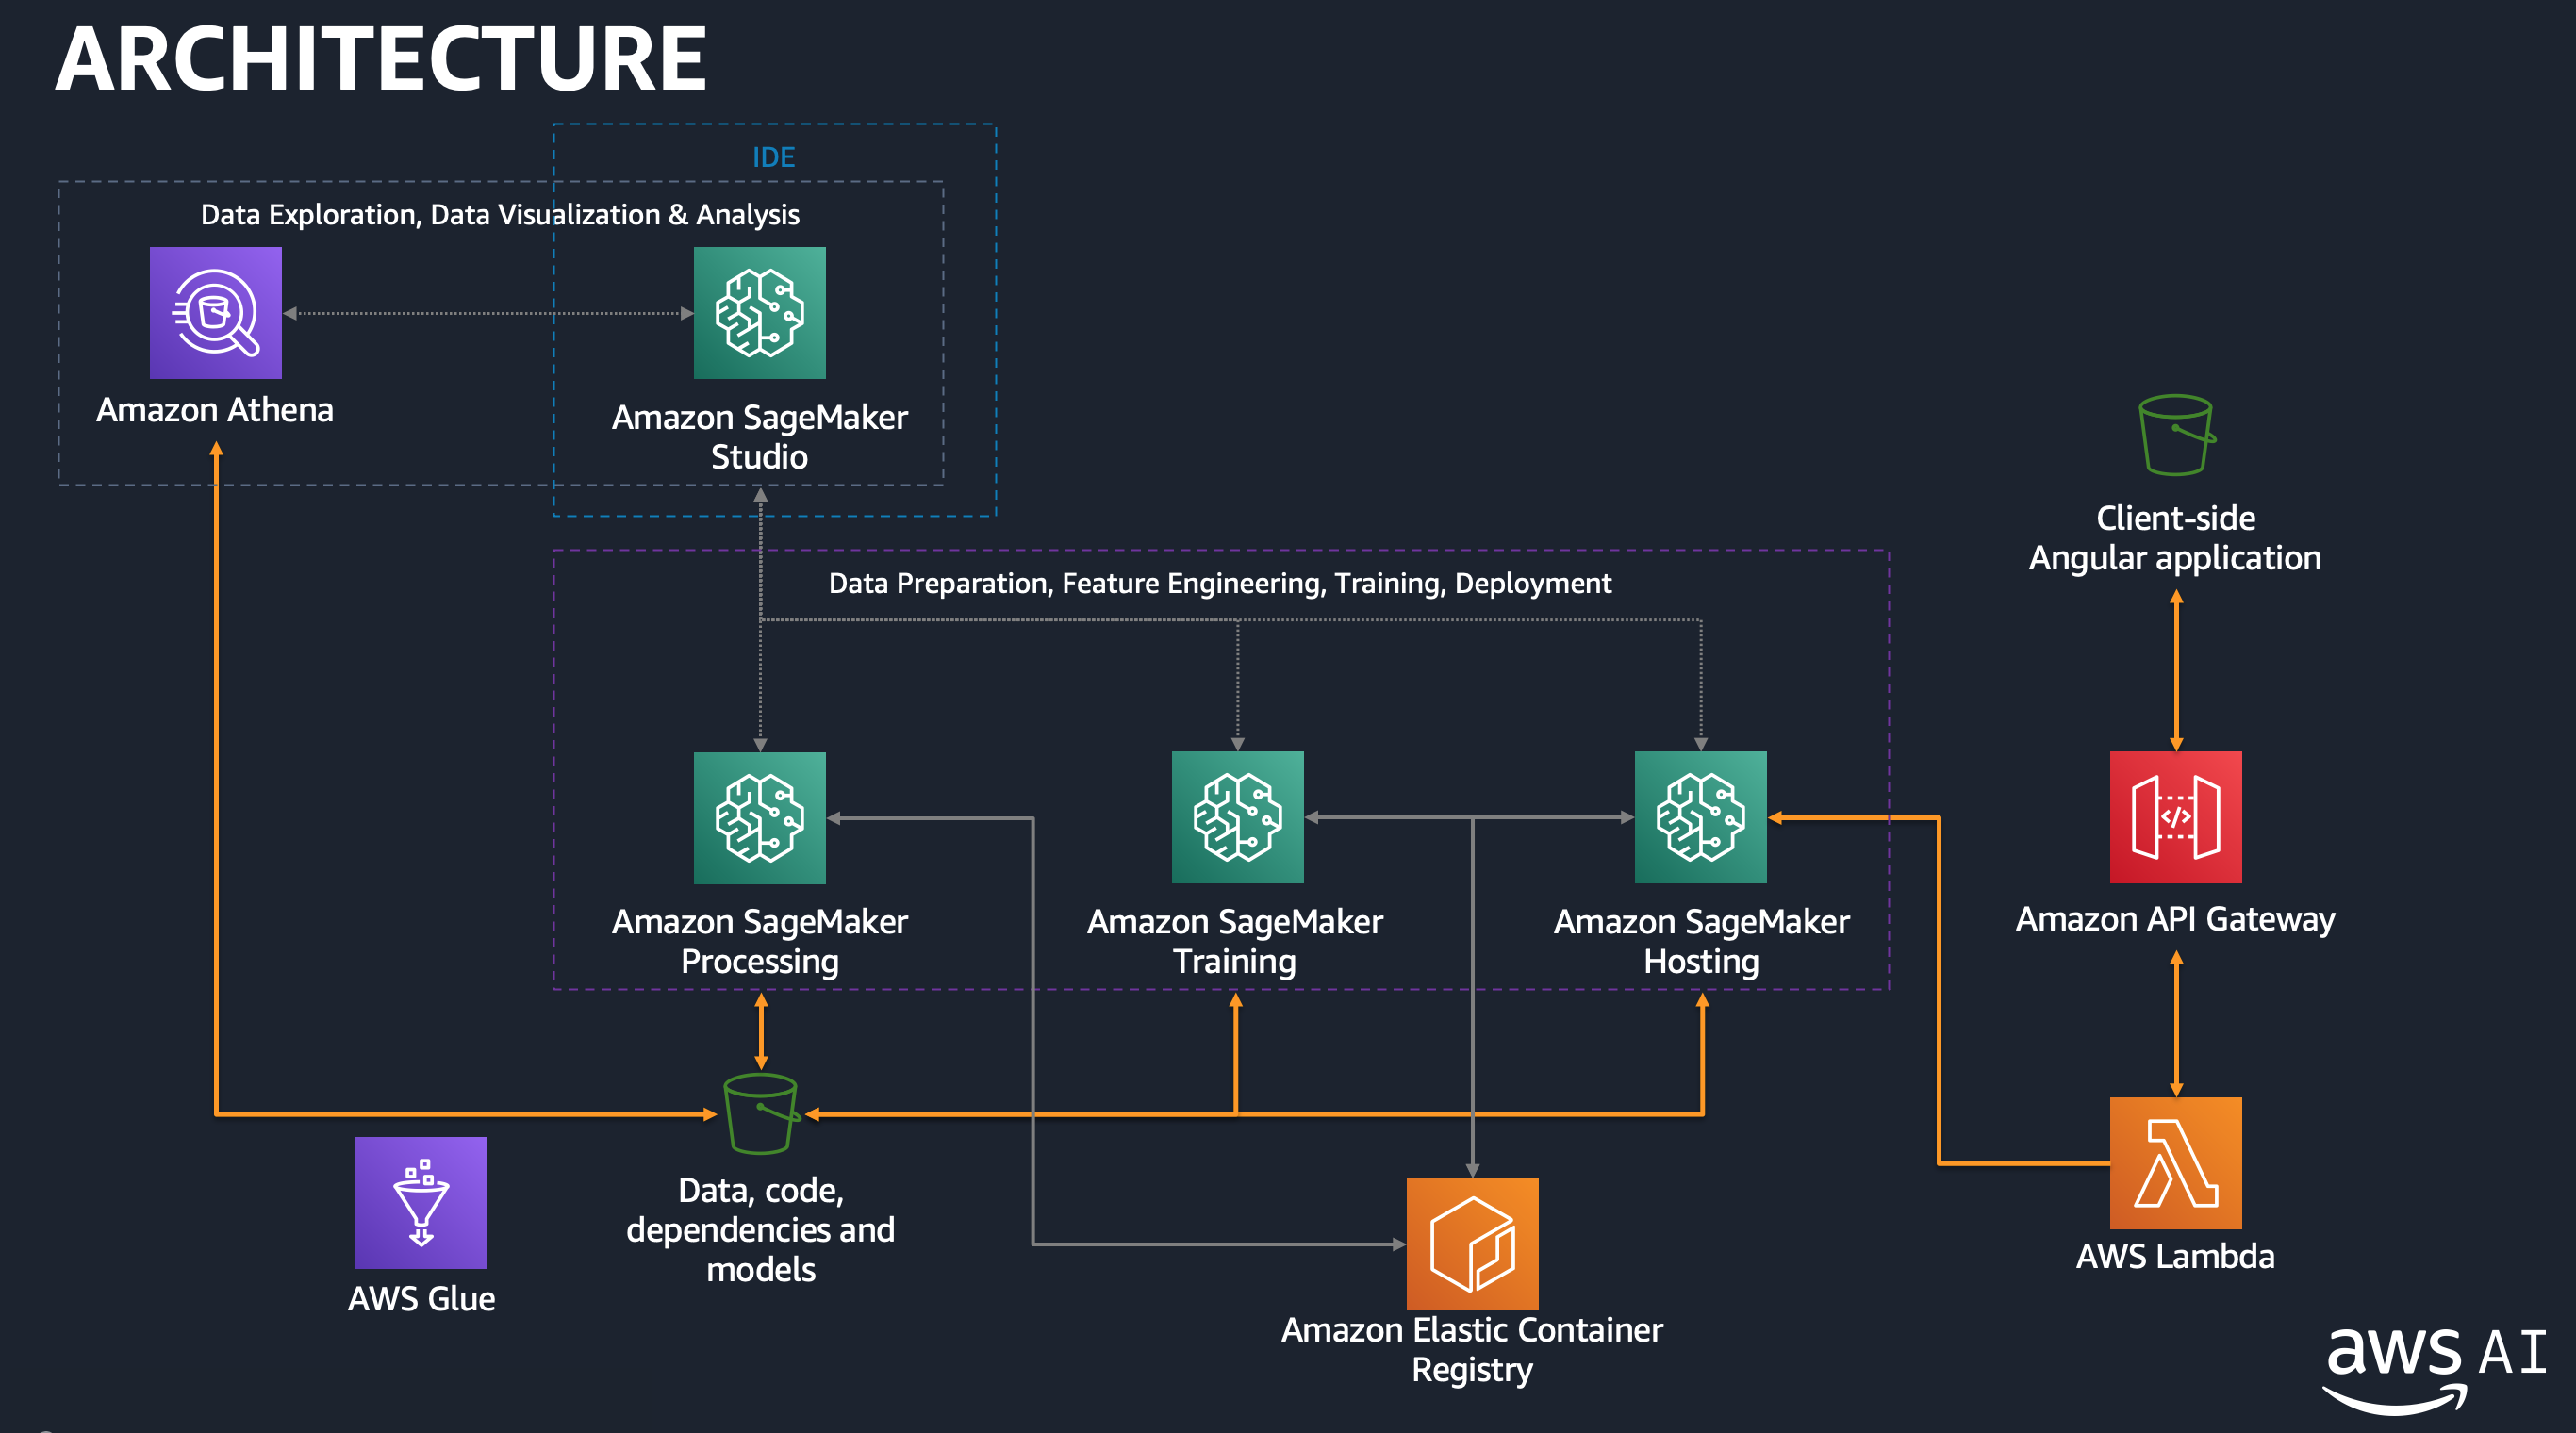 ARCHITECTURE
IDE
Data Exploration, Data Visualization & Analysis
Amazon Athena
Amazon SageMaker
Studio
Client-side
Angular application
Data Preparation, Feature Engineering, Training, Deployment
Amazon SageMaker
Processing
Amazon SageMaker
Training
Amazon SageMaker
Hosting
</>
Amazon API Gateway
Data, code,
dependencies and
models
AWS Glue
Amazon Elastic Container
Registry
AWS Lambda
aws AI